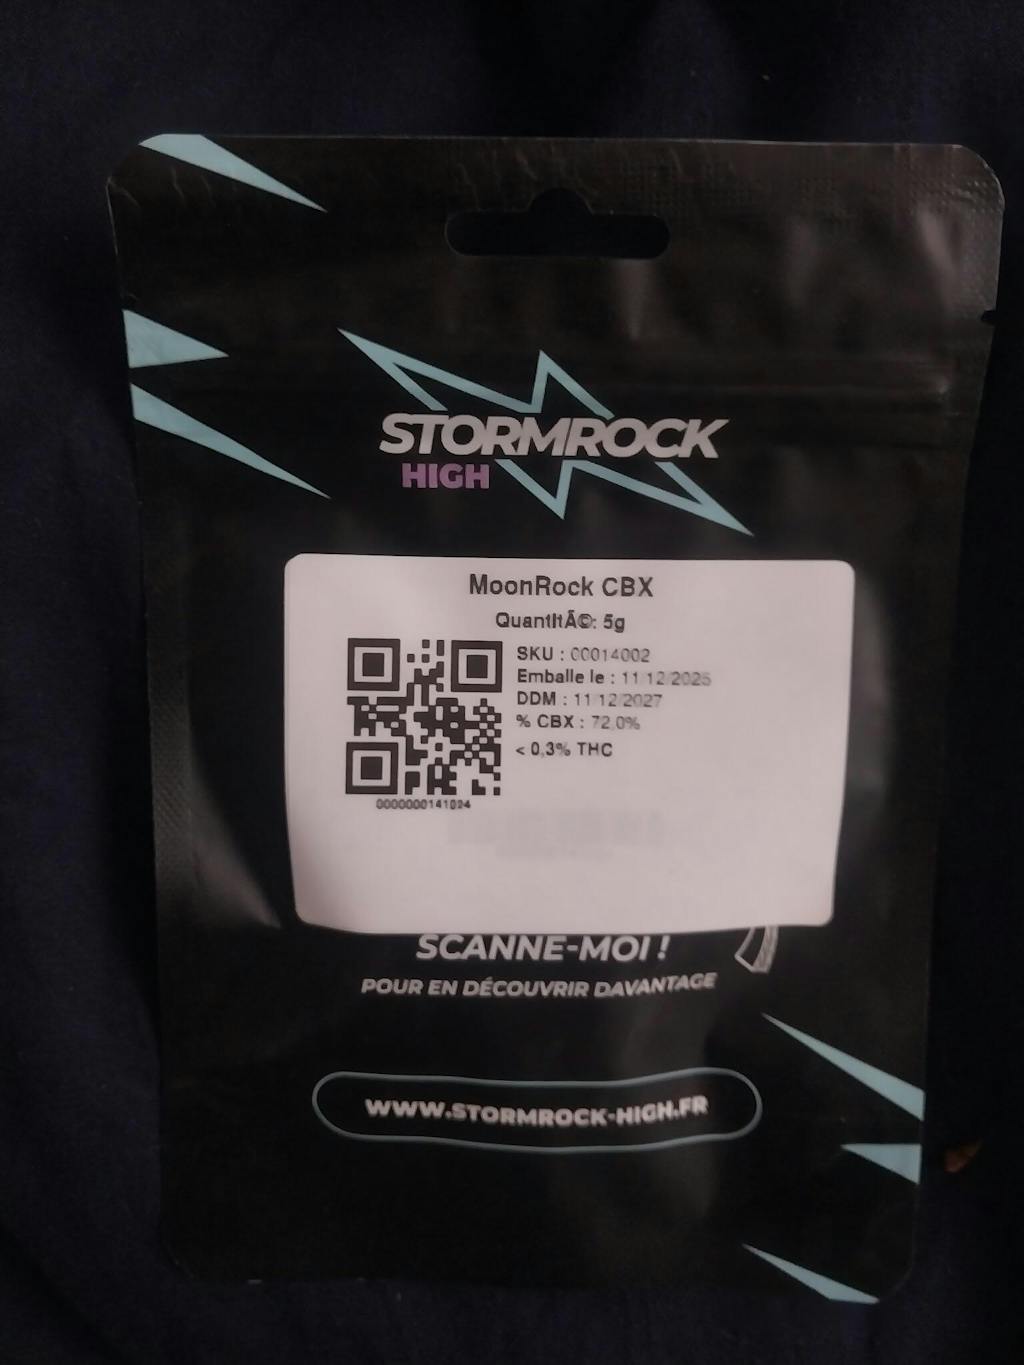 STORMROCK
HIGH
MoonRock CBX
QuantitÃ©: 5g
SKU : 00014002
Emballe le : 11/12/2025
DDM : 11/12/2027
% CBX : 72,0%
< 0,3% THC
0000000141024
SCANNE-MOI !
POUR EN DÉCOUVRIR DAVANTAGE
WWW.STORMROCK-HIGH.FR